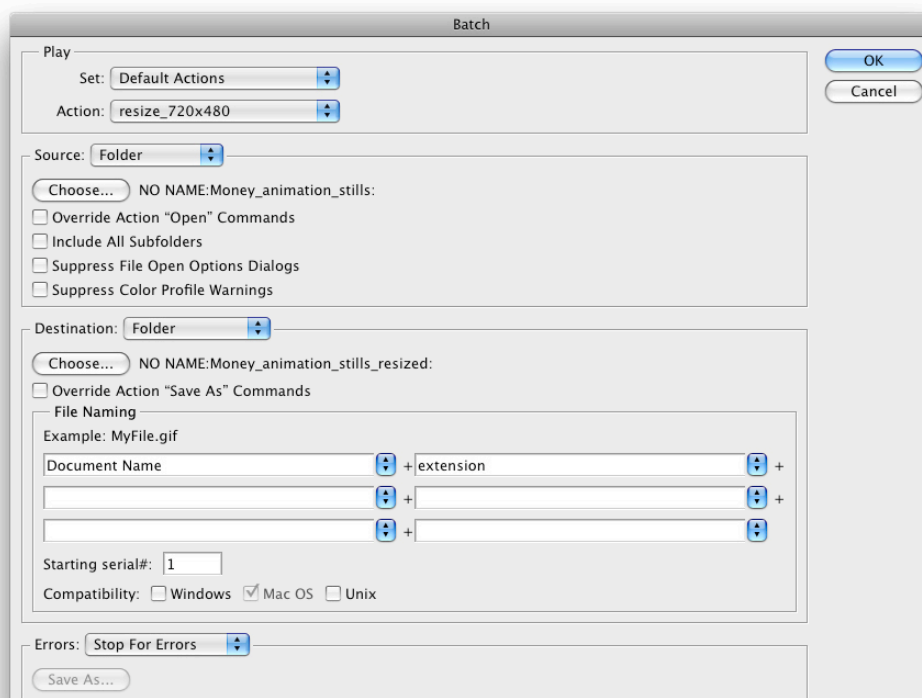 Batch
Play
Set: Default Actions
OK
Action: resize_720x480
Cancel
Source: Folder
Choose... NO NAME:Money_animation_stills:
Override Action “Open” Commands
Include All Subfolders
Suppress File Open Options Dialogs
Suppress Color Profile Warnings
Destination: Folder
Choose... NO NAME:Money_animation_stills_resized:
Override Action “Save As” Commands
File Naming
Example: MyFile.gif
Document Name + extension +
+ +
+
Starting serial#: 1
Compatibility: Windows Mac OS Unix
Errors: Stop For Errors
Save As...